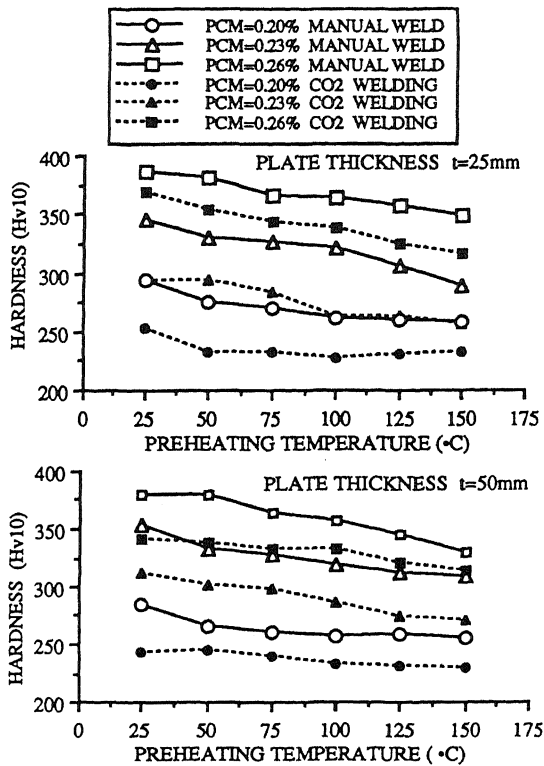 PCM=0.20% MANUAL WELD
PCM=0.23% MANUAL WELD
PCM=0.26% MANUAL WELD
PCM=0.20% CO2 WELDING
PCM=0.23% CO2 WELDING
PCM=0.26% CO2 WELDING
PLATE THICKNESS t=25mm
HARDNESS (Hv10)
400
350
300
250
200
0 25 50 75 100 125 150 175
PREHEATING TEMPERATURE (•C)
PLATE THICKNESS t=50mm
HARDNESS (Hv10)
400
350
300
250
200
0 25 50 75 100 125 150 175
PREHEATING TEMPERATURE ( •C)